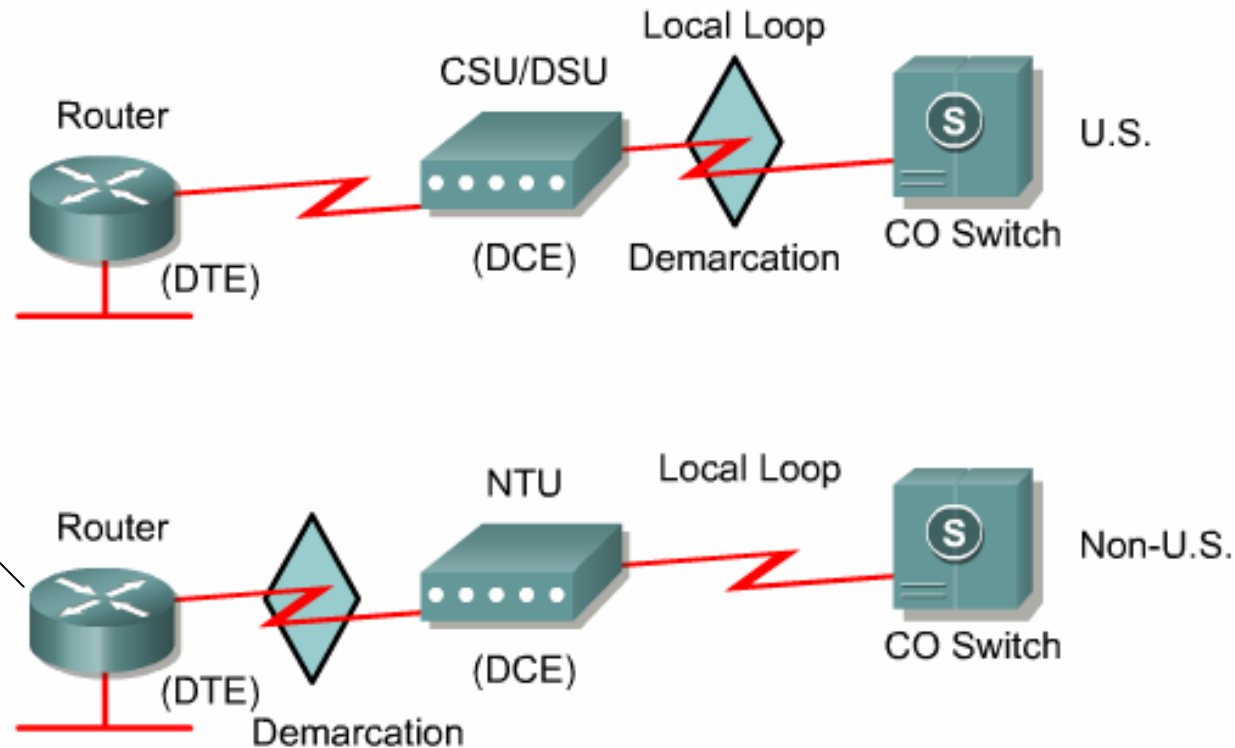 Local Loop
CSU/DSU
Router
S
U.S.
CO Switch
(DCE)
Demarcation
(DTE)
Local Loop
NTU
Router
S
Non-U.S.
CO Switch
(DCE)
(DTE)
Demarcation